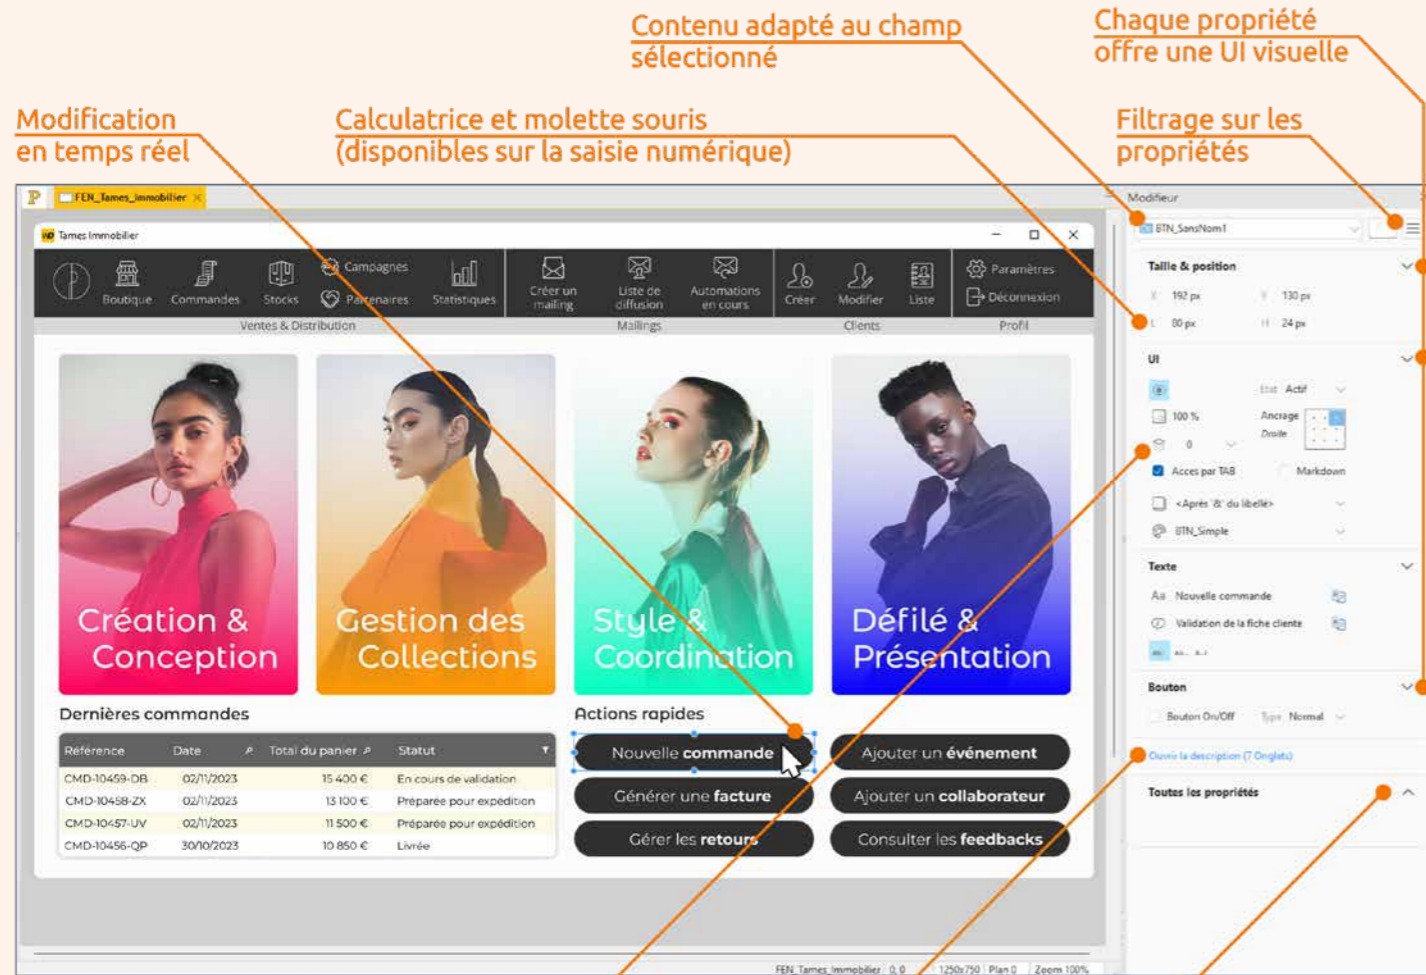 Contenu adapté au champ
sélectionné
Chaque propriété
offre une UI visuelle
Modification
en temps réel
Calculatrice et molette souris
(disponibles sur la saisie numérique)
Filtrage sur les
propriétés
FEN_Tames_Immobilier
Modifieur
Tames Immobilier
BTN_SansNom1
Boutique
Commandes
Stocks
Campagnes
Partenaires
Statistiques
Créer un
mailing
Liste de
diffusion
Automations
en cours
Créer
Modifier
Liste
Paramètres
Déconnexion
Ventes & Distribution
Mailings
Clients
Profil
Taille & position
X 192 px
Y 130 px
L 80 px
H 24 px
UI
Etat Actif
100 %
Ancrage
Droite
0
Acces par TAB
Markdown
<Après '&' du libellé>
BTN_Simple
Texte
Aa Nouvelle commande
Validation de la fiche cliente
Bouton
Bouton On/Off
Type Normal
Ouvrir la description (7 Onglets)
Toutes les propriétés
Création &
Conception
Gestion des
Collections
Style &
Coordination
Défilé &
Présentation
Dernières commandes
Référence Date Total du panier Statut
CMD-10459-DB 02/11/2023 15 400 € En cours de validation
CMD-10458-ZX 02/11/2023 13 100 € Préparée pour expédition
CMD-10457-UV 02/11/2023 11 500 € Préparée pour expédition
CMD-10456-QP 30/10/2023 10 850 € Livrée
Actions rapides
Nouvelle commande
Ajouter un événement
Générer une facture
Ajouter un collaborateur
Gérer les retours
Consulter les feedbacks
FEN_Tames_Immobilier 0, 0 1250x750 Plan 0 Zoom 100%